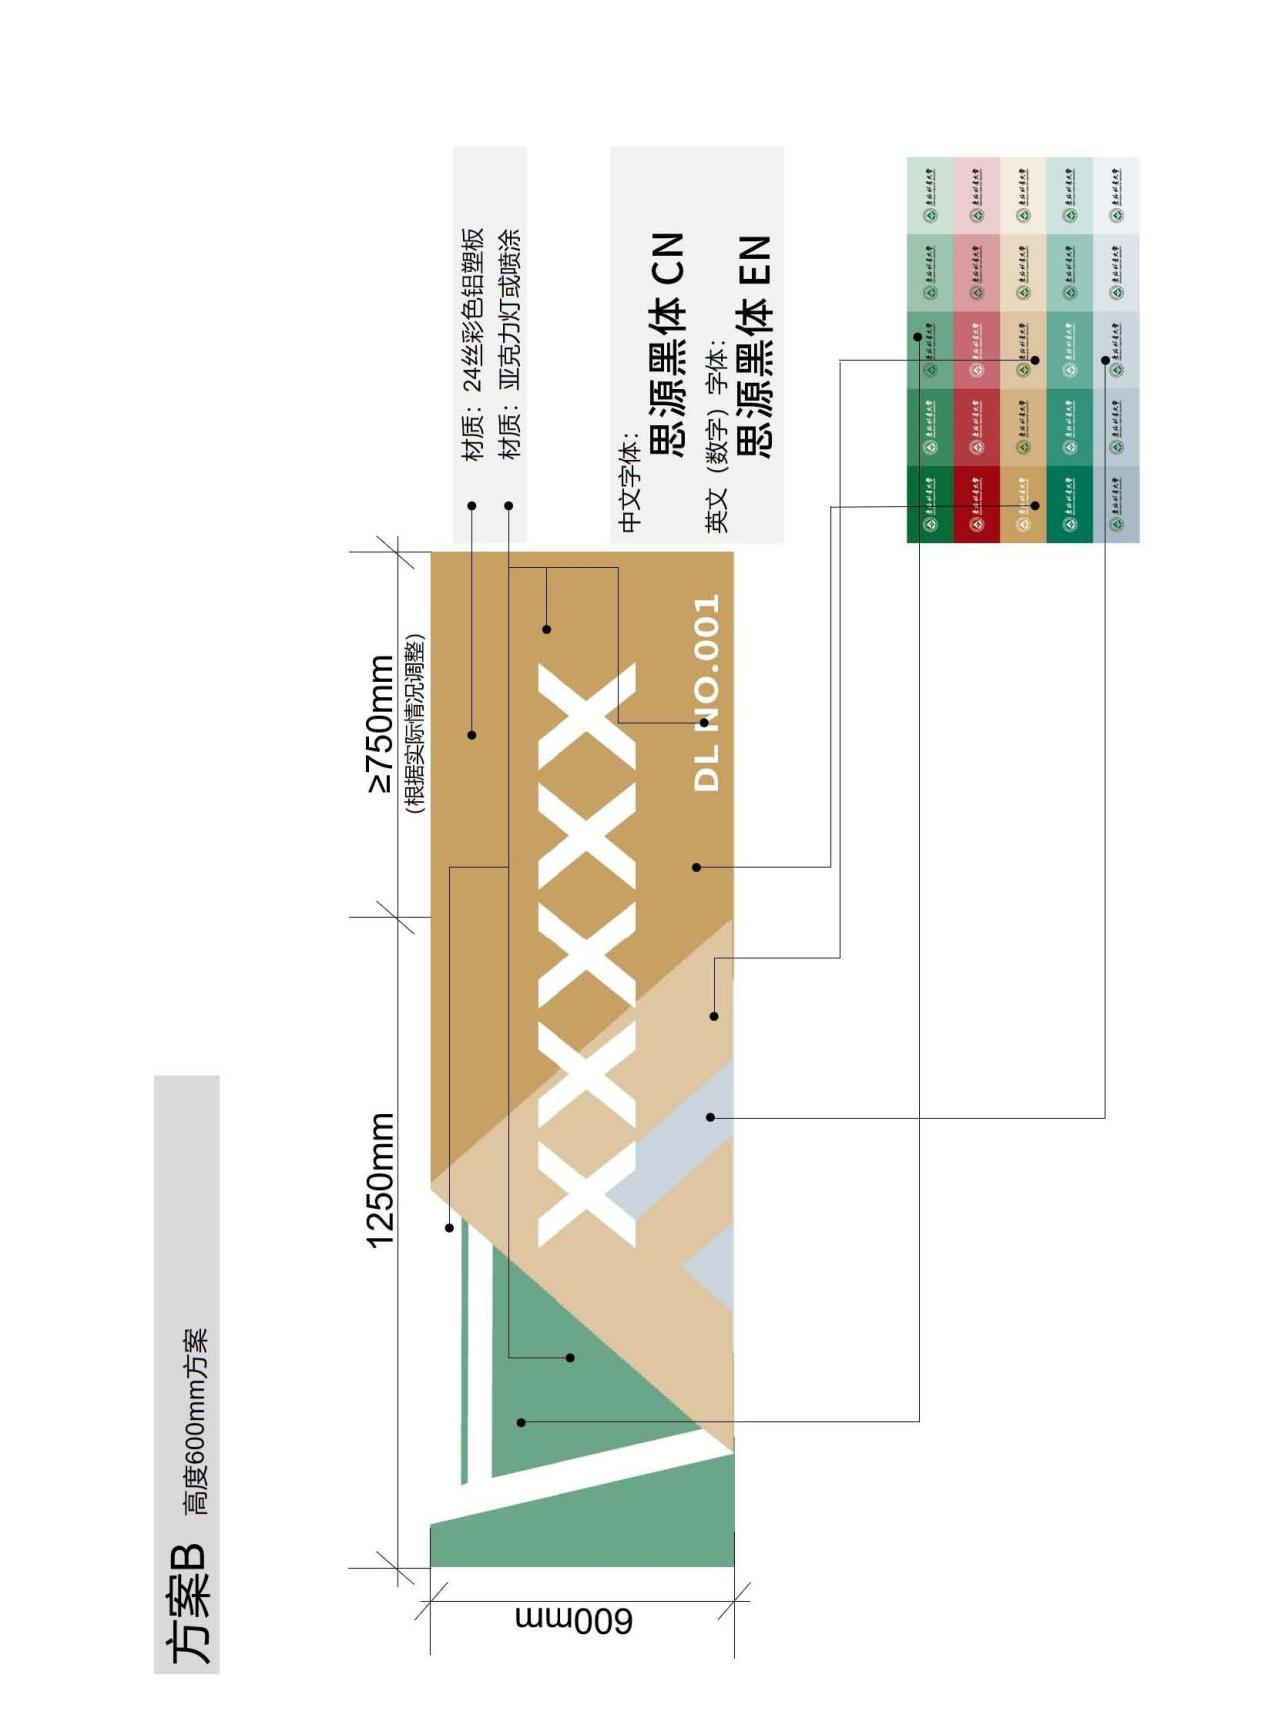 方案B 高度600mm方案
1250mm
≥750mm
(根据实际情况调整)
600mm
XXXXX
DL NO.001
材质：24丝彩色铝塑板
材质：亚克力灯或喷涂
中文字体：
思源黑体 CN
英文（数字）字体：
思源黑体 EN